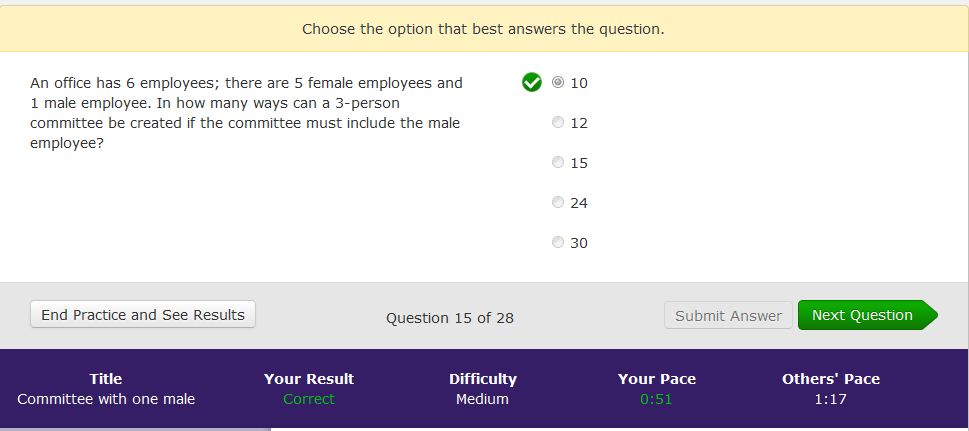 Choose the option that best answers the question.
An office has 6 employees; there are 5 female employees and
1 male employee. In how many ways can a 3-person
committee be created if the committee must include the male
employee?
10
12
15
24
30
End Practice and See Results
Question 15 of 28
Submit Answer
Next Question
Title
Your Result
Difficulty
Your Pace
Others' Pace
Committee with one male
Correct
Medium
0:51
1:17